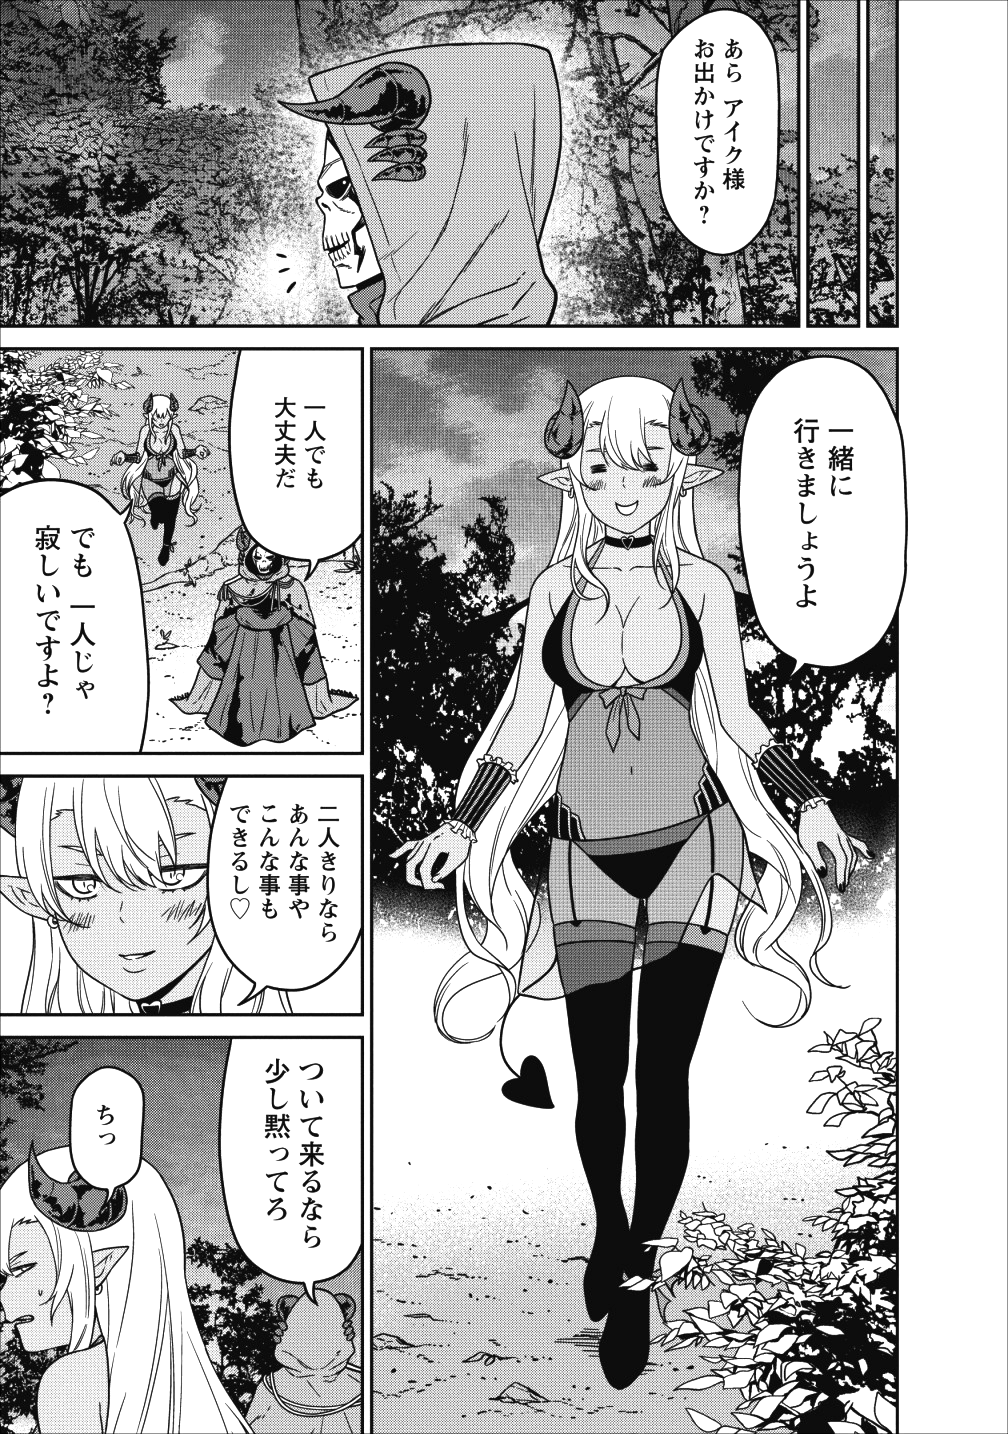 あら アイク様
お出かけですか?
一緒に
行きましょうよ
一人でも
大丈夫だ
でも 一人じゃ
寂しいですよ?
二人きりなら
あんな事や
こんな事も
できるし♡
ついて来るなら
少し黙ってろ
ちっ